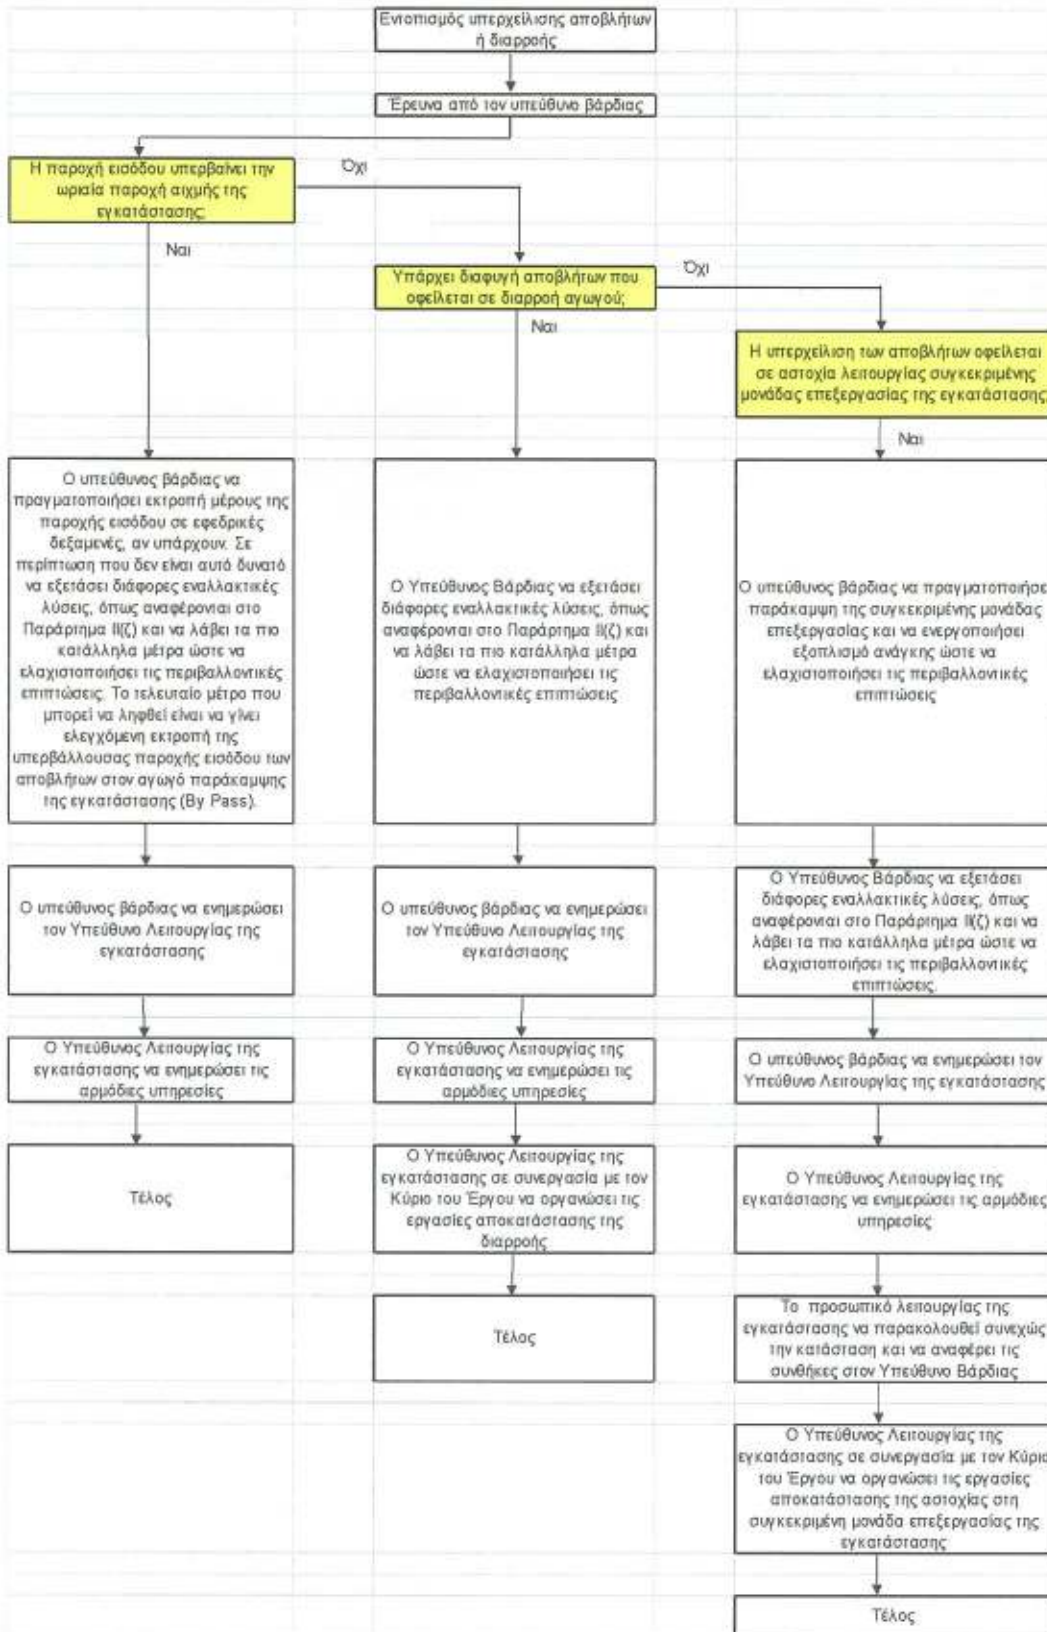 Εντοπισμός υπερχείλισης αποβλήτων
ή διαρροής
Έρευνα από τον υπεύθυνο βάρδιας
Η παροχή εισόδου υπερβαίνει την
ωριαία παροχή αιχμής της
εγκατάστασης;
Όχι
Ναι
Υπάρχει διαφυγή αποβλήτων που
οφείλεται σε διαρροή αγωγού;
Όχι
Ναι
Η υπερχείλιση των αποβλήτων οφείλεται
σε αστοχία λειτουργίας συγκεκριμένης
μονάδας επεξεργασίας της εγκατάστασης;
Ναι
Ο υπεύθυνος βάρδιας να
πραγματοποιήσει εκτροπή μέρους της
παροχής εισόδου σε εφεδρικές
δεξαμενές, αν υπάρχουν. Σε
περίπτωση που δεν είναι αυτό δυνατό
να εξετάσει διάφορες εναλλακτικές
λύσεις, όπως αναφέρονται στο
Παράρτημα ΙΙ(ζ) και να λάβει τα πιο
κατάλληλα μέτρα ώστε να
ελαχιστοποιήσει τις περιβαλλοντικές
επιπτώσεις. Το τελευταίο μέτρο που
μπορεί να ληφθεί είναι να γίνει
ελεγχόμενη εκτροπή της
υπερβάλλουσας παροχής εισόδου των
αποβλήτων στον αγωγό παράκαμψης
της εγκατάστασης (By Pass).
Ο Υπεύθυνος Βάρδιας να εξετάσει
διάφορες εναλλακτικές λύσεις, όπως
αναφέρονται στο Παράρτημα ΙΙ(ζ) και
να λάβει τα πιο κατάλληλα μέτρα
ώστε να ελαχιστοποιήσει τις
περιβαλλοντικές επιπτώσεις
Ο υπεύθυνος βάρδιας να πραγματοποιήσε
παράκαμψη της συγκεκριμένης μονάδας
επεξεργασίας και να ενεργοποιήσει
εξοπλισμό ανάγκης ώστε να
ελαχιστοποιήσει τις περιβαλλοντικές
επιπτώσεις
Ο υπεύθυνος βάρδιας να ενημερώσει
τον Υπεύθυνο Λειτουργίας της
εγκατάστασης
Ο υπεύθυνος βάρδιας να ενημερώσει
τον Υπεύθυνο Λειτουργίας της
εγκατάστασης
Ο Υπεύθυνος Βάρδιας να εξετάσει
διάφορες εναλλακτικές λύσεις, όπως
αναφέρονται στο Παράρτημα ΙΙ(ζ) και να
λάβει τα πιο κατάλληλα μέτρα ώστε να
ελαχιστοποιήσει τις περιβαλλοντικές
επιπτώσεις.
Ο Υπεύθυνος Λειτουργίας της
εγκατάστασης να ενημερώσει τις
αρμόδιες υπηρεσίες
Ο Υπεύθυνος Λειτουργίας της
εγκατάστασης να ενημερώσει τις
αρμόδιες υπηρεσίες
Ο υπεύθυνος βάρδιας να ενημερώσει τον
Υπεύθυνο Λειτουργίας της εγκατάστασης
Τέλος
Ο Υπεύθυνος Λειτουργίας της
εγκατάστασης σε συνεργασία με τον
Κύριο του Έργου να οργανώσει τις
εργασίες αποκατάστασης της
διαρροής
Ο Υπεύθυνος Λειτουργίας της
εγκατάστασης να ενημερώσει τις αρμόδιες
υπηρεσίες
Τέλος
Το προσωπικό λειτουργίας της
εγκατάστασης να παρακολουθεί συνεχώς
την κατάσταση και να αναφέρει τις
συνθήκες στον Υπεύθυνο Βάρδιας
Ο Υπεύθυνος Λειτουργίας της
εγκατάστασης σε συνεργασία με τον Κύριο
του Έργου να οργανώσει τις εργασίες
αποκατάστασης της αστοχίας στη
συγκεκριμένη μονάδα επεξεργασίας της
εγκατάστασης
Τέλος